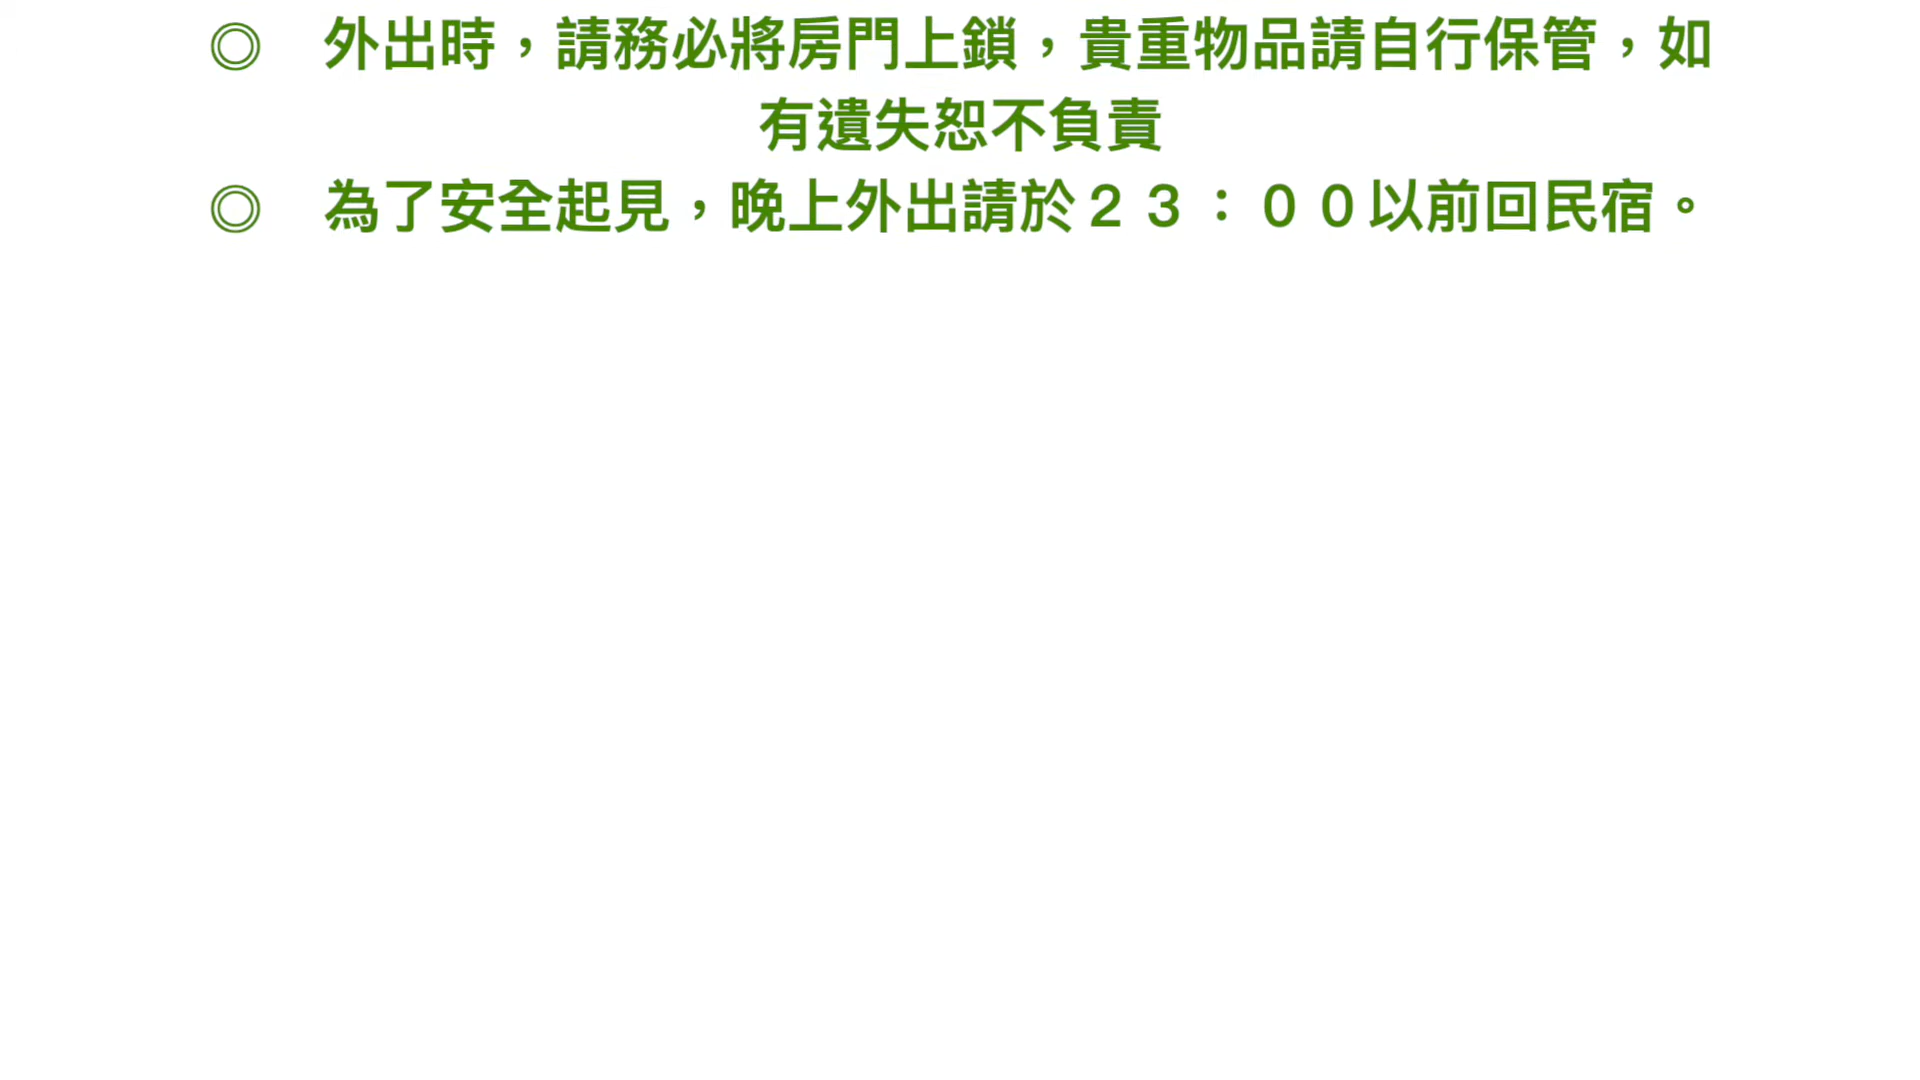 ◎　外出時，請務必將房門上鎖，貴重物品請自行保管，如
有遺失恕不負責
◎　為了安全起見，晚上外出請於２３：００以前回民宿。